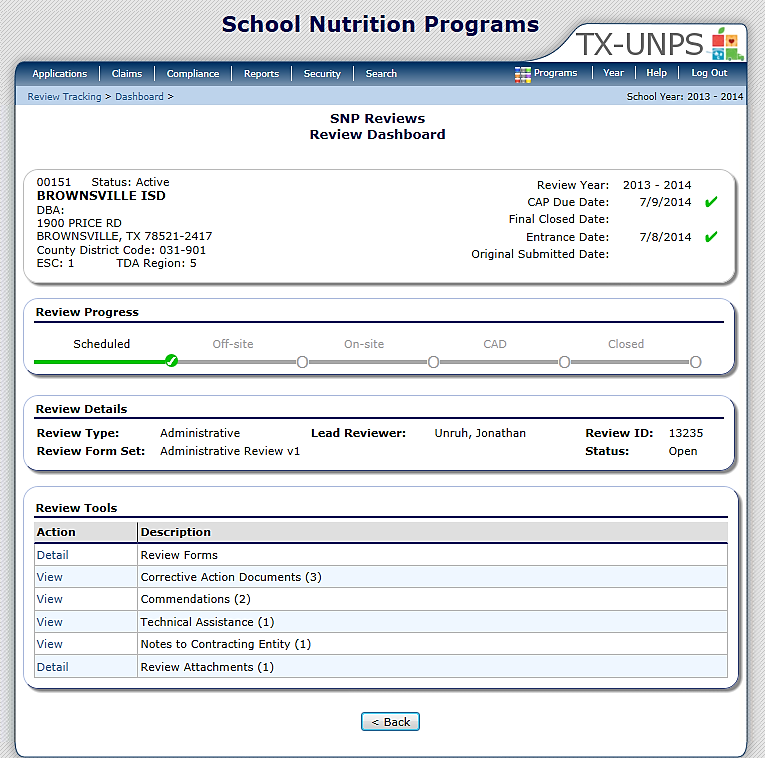 School Nutrition Programs
TX-UNPS
Applications Claims Compliance Reports Security Search Programs Year Help Log Out
Review Tracking > Dashboard > School Year: 2013 - 2014
SNP Reviews
Review Dashboard
00151 Status: Active
BROWNSVILLE ISD
DBA:
1900 PRICE RD
BROWNSVILLE, TX 78521-2417
County District Code: 031-901
ESC: 1 TDA Region: 5
Review Year: 2013 - 2014
CAP Due Date: 7/9/2014
Final Closed Date:
Entrance Date: 7/8/2014
Original Submitted Date:
Review Progress
Scheduled Off-site On-site CAD Closed
Review Details
Review Type: Administrative Lead Reviewer: Unruh, Jonathan Review ID: 13235
Review Form Set: Administrative Review v1 Status: Open
Review Tools
Action Description
Detail Review Forms
View Corrective Action Documents (3)
View Commendations (2)
View Technical Assistance (1)
View Notes to Contracting Entity (1)
Detail Review Attachments (1)
< Back